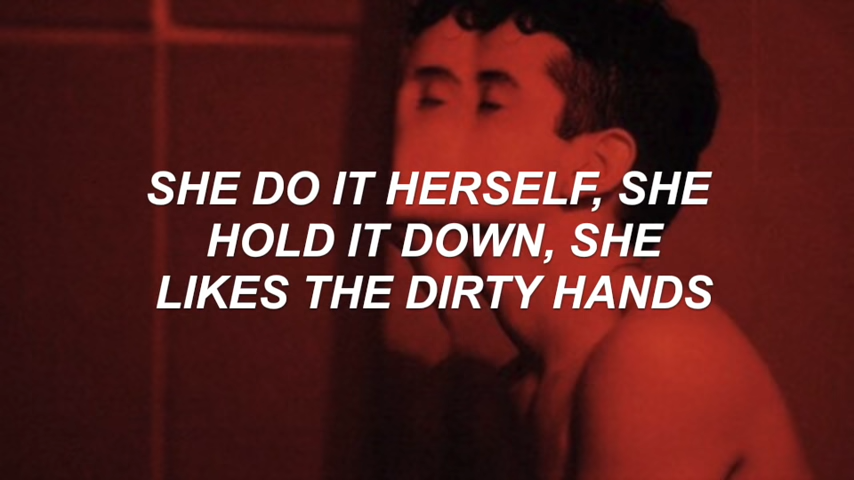 SHE DO IT HERSELF, SHE
HOLD IT DOWN, SHE
LIKES THE DIRTY HANDS